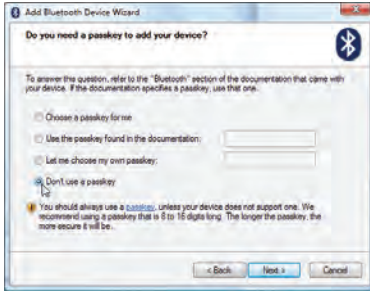 Add Bluetooth Device Wizard
Do you need a passkey to add your device?
To answer this question, refer to the "Bluetooth" section of the documentation that came with
your device. If the documentation specifies a passkey, use that one.
Choose a passkey for me
Use the passkey found in the documentation:
Let me choose my own passkey:
Don't use a passkey
You should always use a passkey, unless your device does not support one. We
recommend using a passkey that is 8 to 16 digits long. The longer the passkey, the
more secure it will be.
< Back Next > Cancel